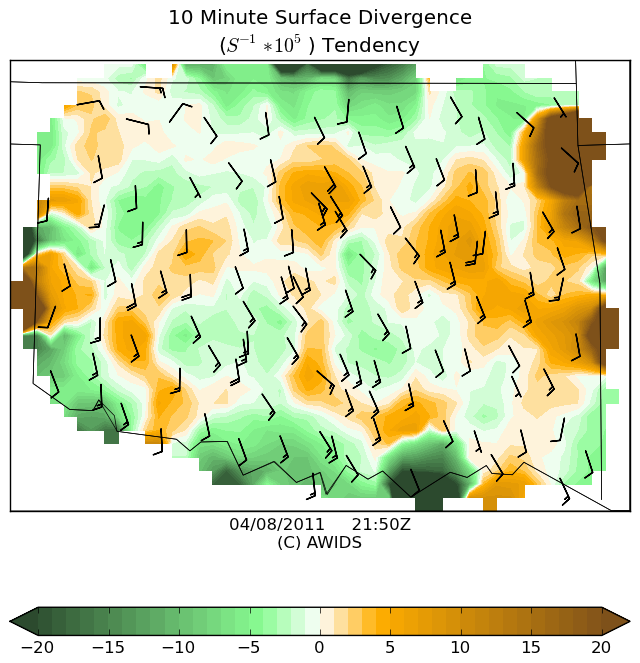 10 Minute Surface Divergence
(S⁻¹ *10⁵ ) Tendency
04/08/2011 21:50Z
(C) AWIDS
−20 −15 −10 −5 0 5 10 15 20